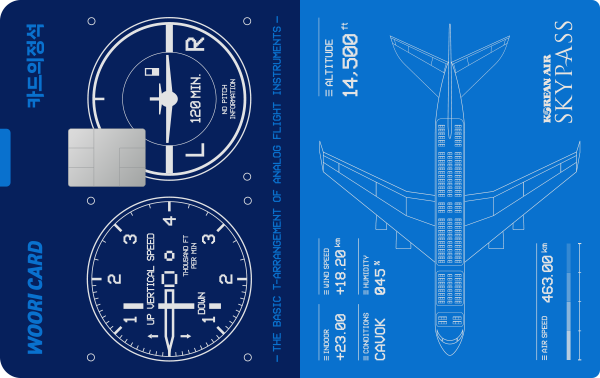 카드의정석
WOORI CARD
L
R
120 MIN.
NO PITCH
INFORMATION
1
2
3
4
3
2
1
UP VERTICAL SPEED
DOWN
THOUSAND FT
PER MIN
0
THE BASIC T-ARRANGEMENT OF ANALOG FLIGHT INSTRUMENTS
ALTITUDE
14,500 ft
WIND SPEED
+18.20 km
HUMIDITY
045 %
INDOOR
+23.00
CONDITIONS
CAVOK
KOREAN AIR
SKYPASS
AIR SPEED
463.00 km